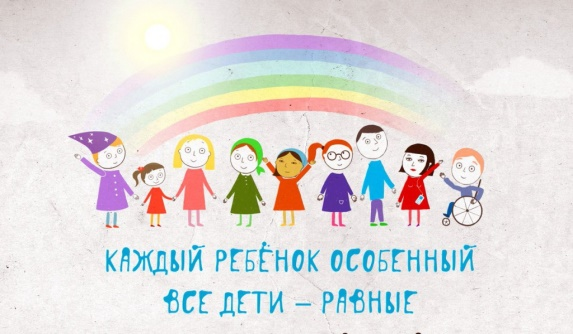 КАЖДЫЙ РЕБЁНОК ОСОБЕННЫЙ
ВСЕ ДЕТИ – РАВНЫЕ